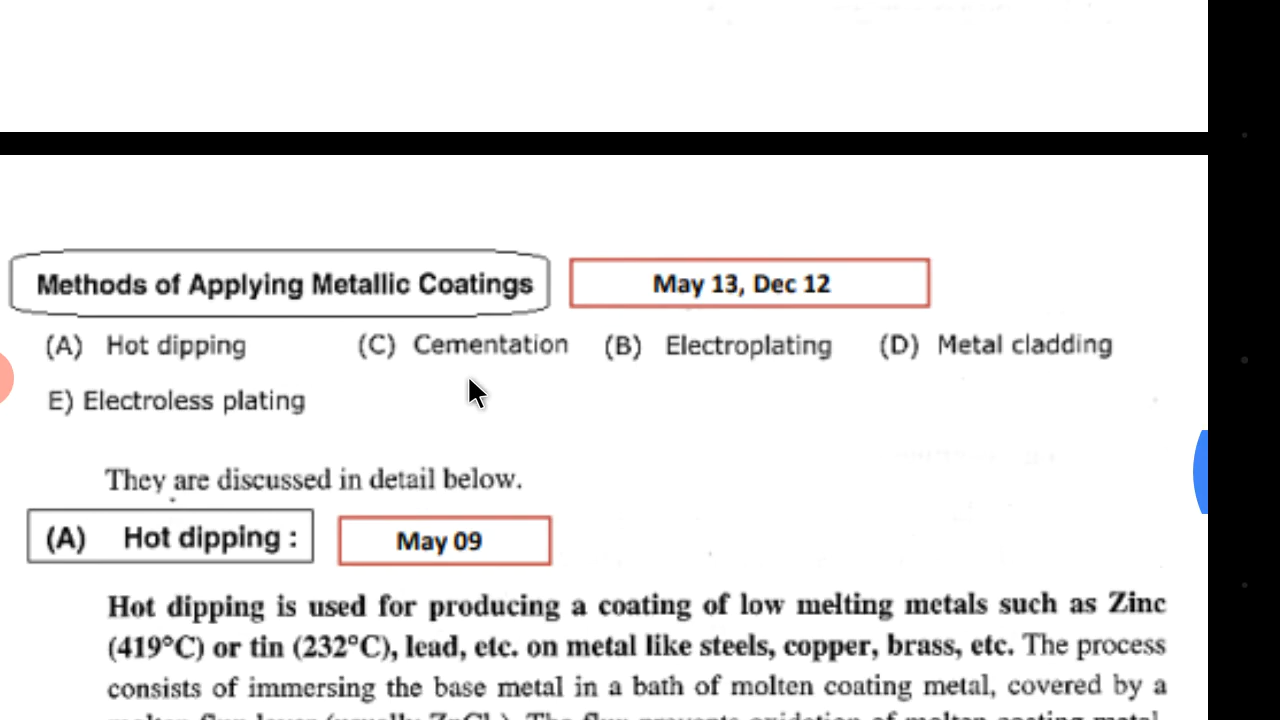 Methods of Applying Metallic Coatings May 13, Dec 12
(A) Hot dipping (C) Cementation (B) Electroplating (D) Metal cladding
E) Electroless plating
They are discussed in detail below.
(A) Hot dipping : May 09
Hot dipping is used for producing a coating of low melting metals such as Zinc
(419°C) or tin (232°C), lead, etc. on metal like steels, copper, brass, etc. The process
consists of immersing the base metal in a bath of molten coating metal, covered by a